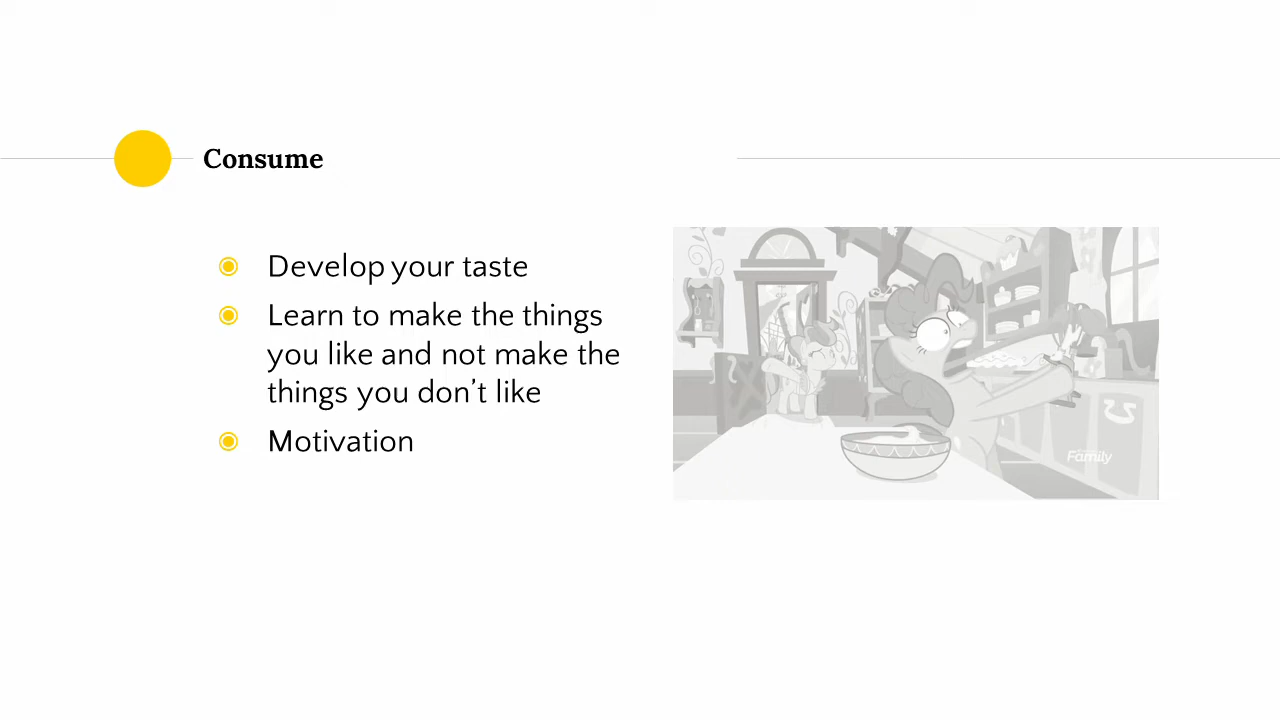 Consume
Develop your taste
Learn to make the things
you like and not make the
things you don't like
Motivation
Family